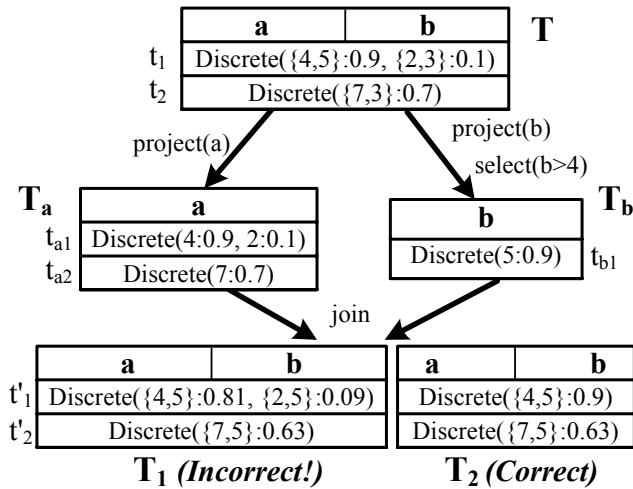 a b T
t1 Discrete({4,5}:0.9, {2,3}:0.1)
t2 Discrete({7,3}:0.7)
project(a) project(b)
select(b>4)
Ta a b Tb
ta1 Discrete(4:0.9, 2:0.1) Discrete(5:0.9) tb1
ta2 Discrete(7:0.7)
join
a b a b
t'1 Discrete({4,5}:0.81, {2,5}:0.09) Discrete({4,5}:0.9)
t'2 Discrete({7,5}:0.63) Discrete({7,5}:0.63)
T1 (Incorrect!) T2 (Correct)